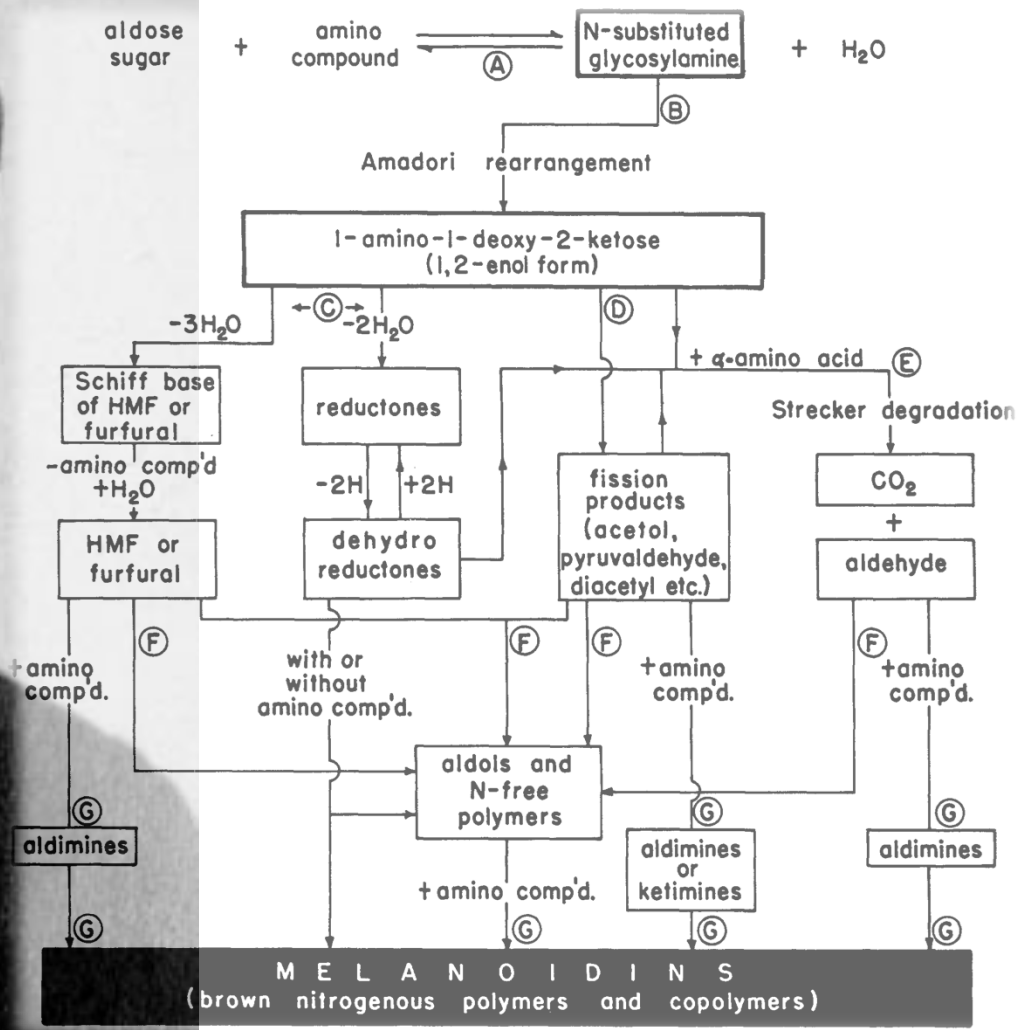 aldose
sugar
+
amino
compound
A
N-substituted
glycosylamine
+ H₂O
B
Amadori rearrangement
1-amino-1-deoxy-2-ketose
(1,2-enol form)
C
-3H₂O
-2H₂O
D
+ α-amino acid
E
Strecker degradation
Schiff base
of HMF or
furfural
reductones
-amino comp'd
+H₂O
-2H
+2H
fission
products
(acetol,
pyruvaldehyde,
diacetyl etc.)
CO₂
+
aldehyde
HMF or
furfural
dehydro
reductones
F
F
F
F
+amino
comp'd.
with or
without
amino comp'd.
+amino
comp'd.
+amino
comp'd.
aldols and
N-free
polymers
G
G
G
aldimines
aldimines
or
ketimines
aldimines
+amino comp'd.
G
G
G
G
MELANOIDINS
(brown nitrogenous polymers and copolymers)